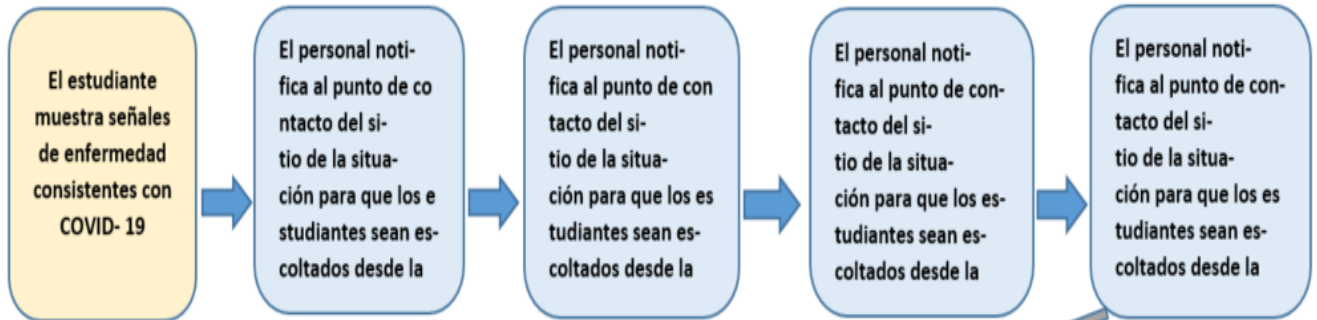 El estudiante
muestra señales
de enfermedad
consistentes con
COVID- 19
El personal noti-
fica al punto de co
ntacto del si-
tio de la situa-
ción para que los e
studiantes sean es-
coltados desde la
El personal noti-
fica al punto de con
tacto del si-
tio de la situa-
ción para que los es
tudiantes sean es-
coltados desde la
El personal noti-
fica al punto de con-
tacto del si-
tio de la situa-
ción para que los es-
tudiantes sean es-
coltados desde la
El personal noti-
fica al punto de con-
tacto del si-
tio de la situa-
ción para que los es
tudiantes sean es-
coltados desde la